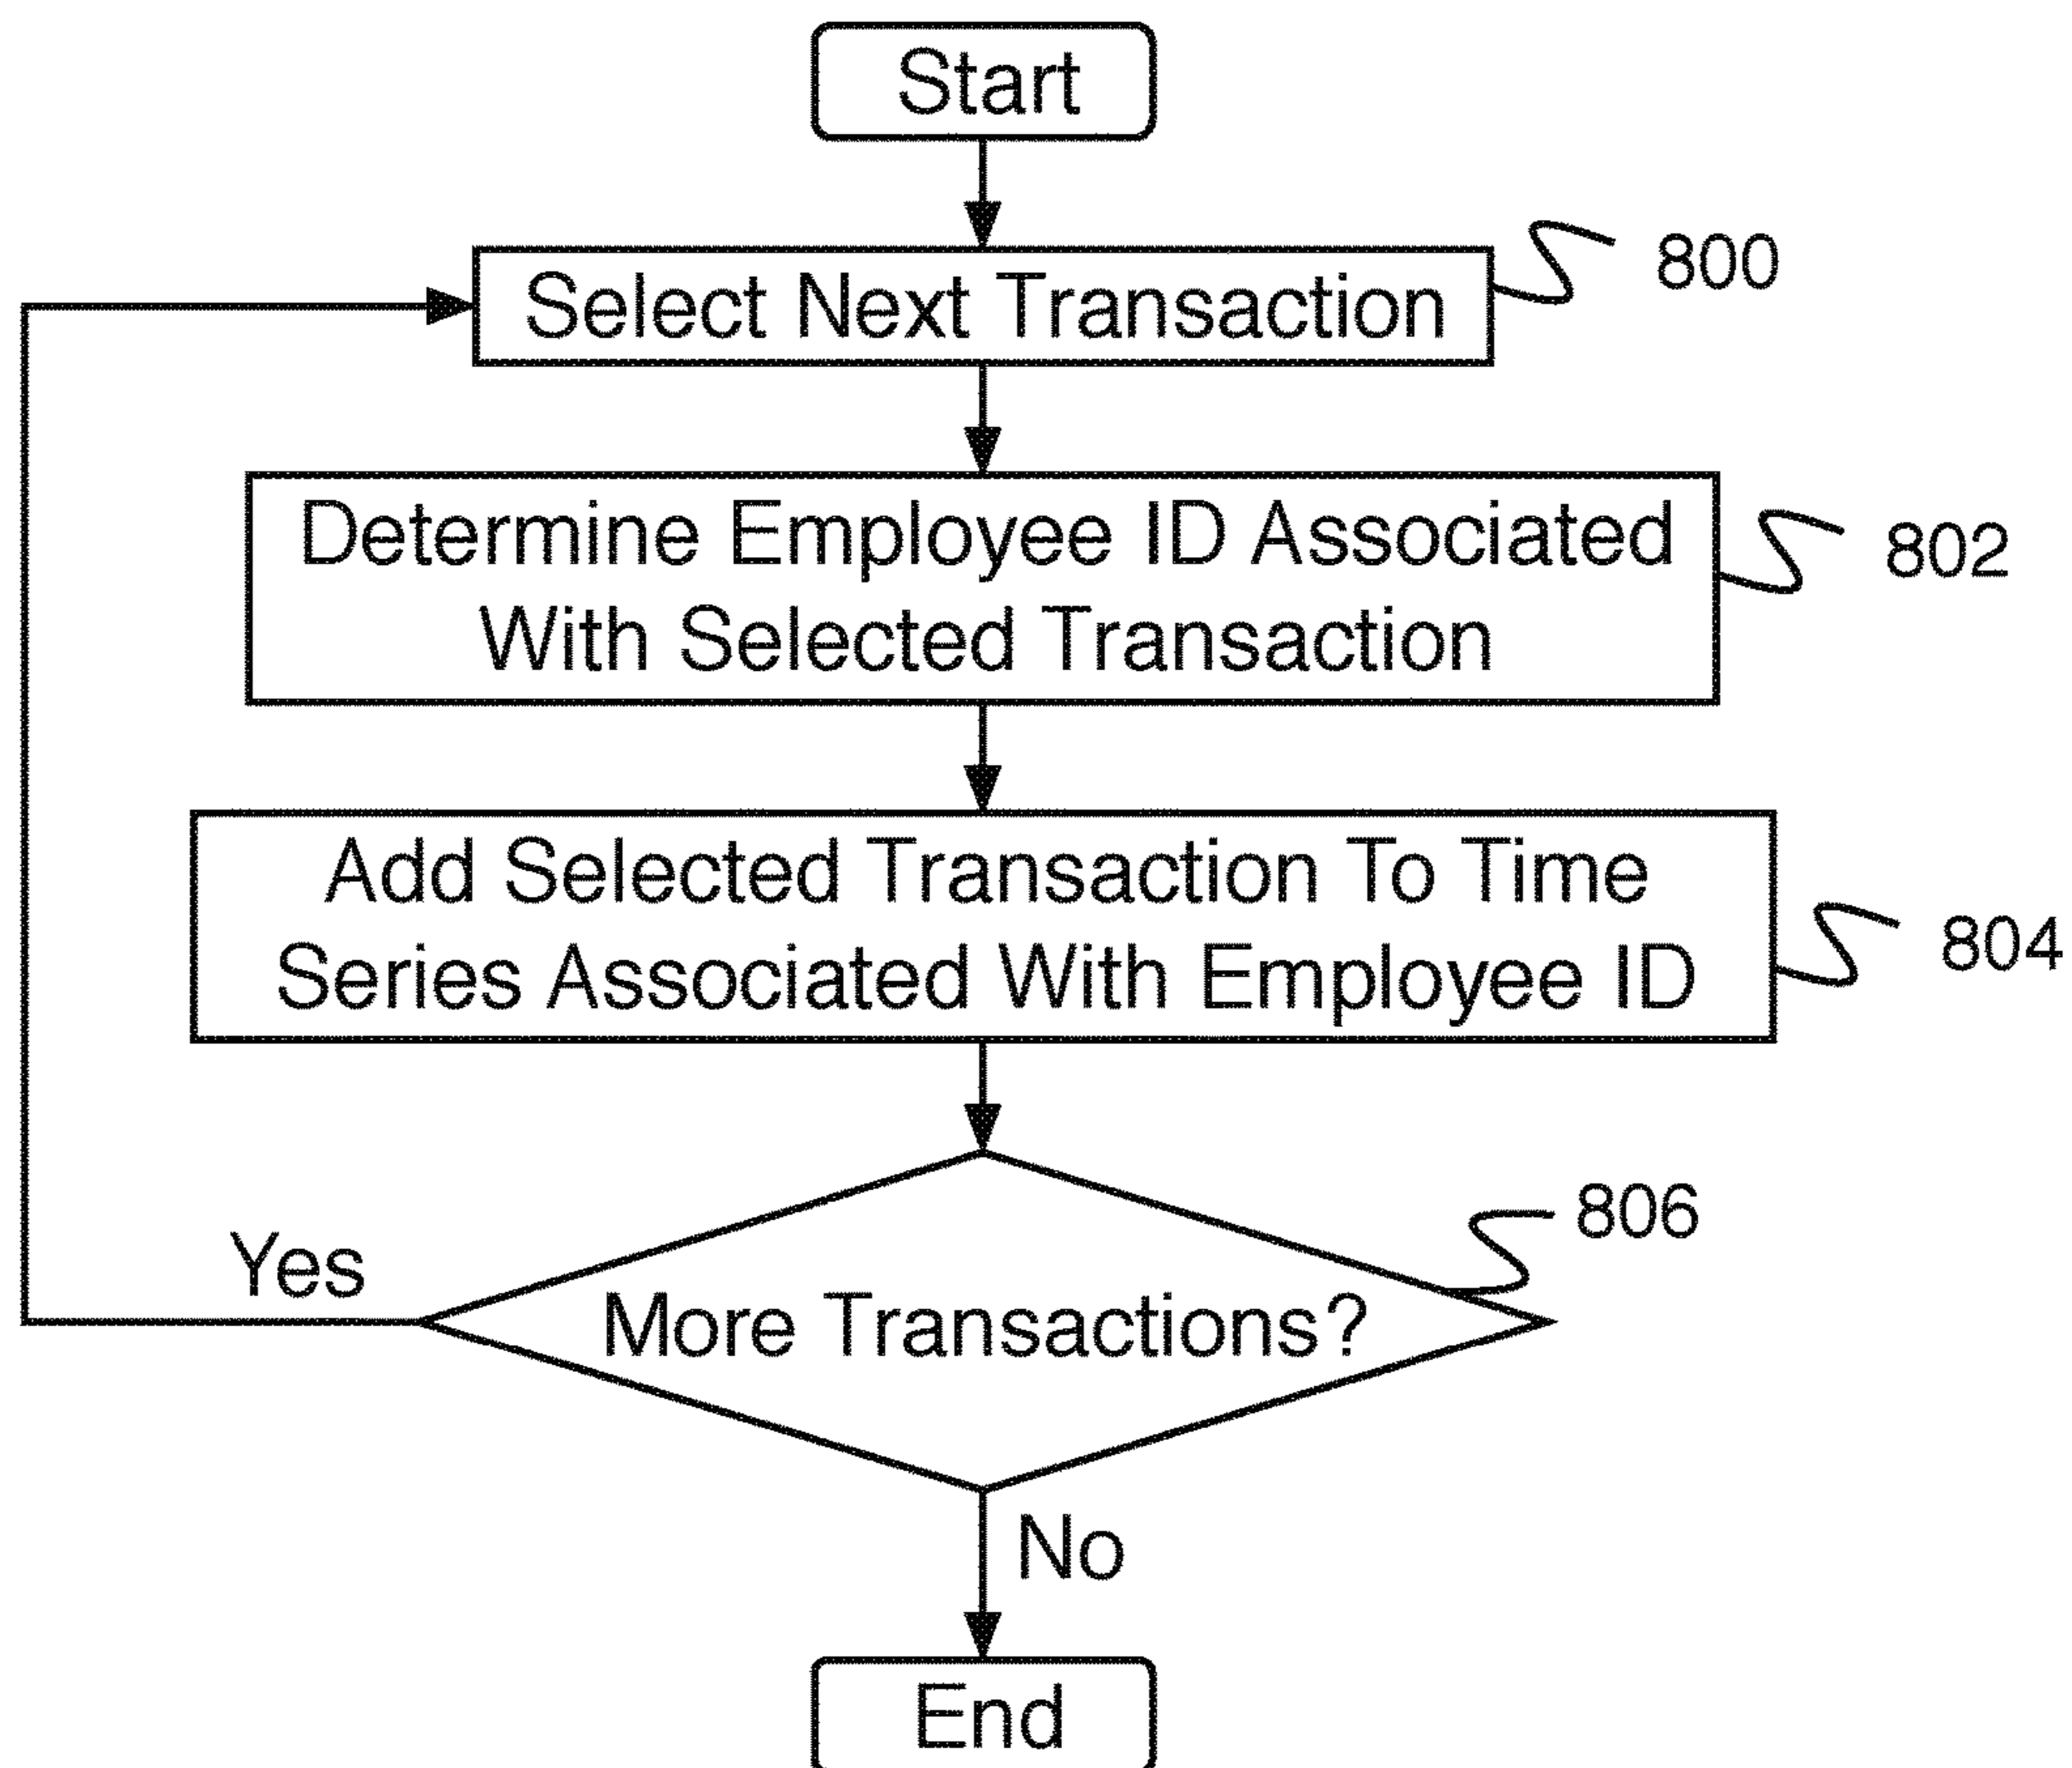 Start
Select Next Transaction
800
Determine Employee ID Associated
With Selected Transaction
802
Add Selected Transaction To Time
Series Associated With Employee ID
804
806
Yes
More Transactions?
No
End